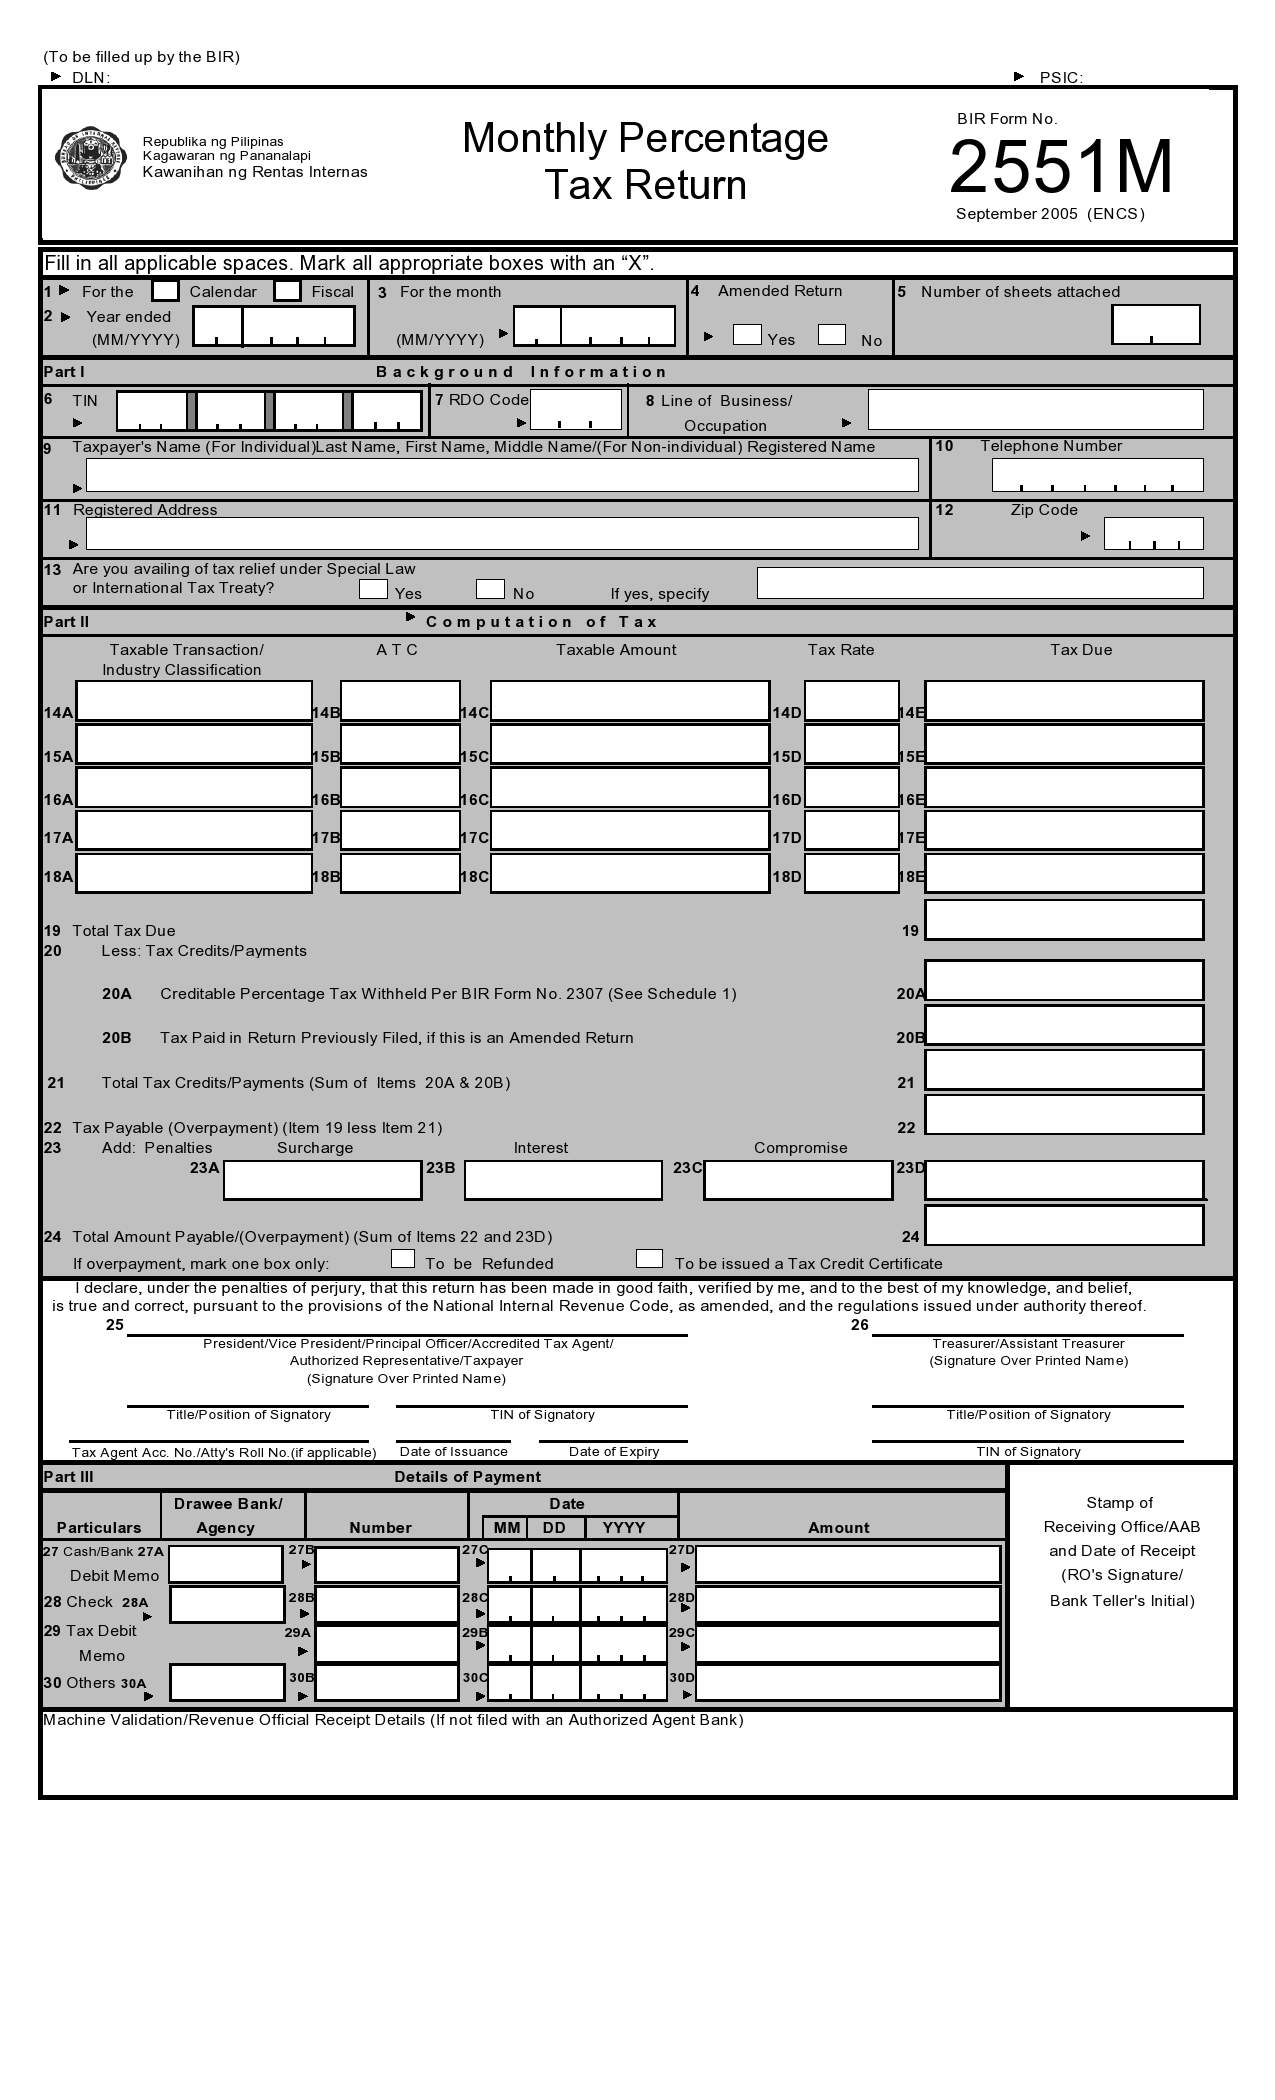 (To be filled up by the BIR)
DLN: PSIC:
Republika ng Pilipinas
Kagawaran ng Pananalapi
Kawanihan ng Rentas Internas
Monthly Percentage
Tax Return
BIR Form No.
2551M
September 2005 (ENCS)
Fill in all applicable spaces. Mark all appropriate boxes with an “X”.
1 For the Calendar Fiscal
2 Year ended
(MM/YYYY)
3 For the month
(MM/YYYY)
4 Amended Return
Yes No
5 Number of sheets attached
Part I Background Information
6 TIN
7 RDO Code
8 Line of Business/
Occupation
9 Taxpayer's Name (For Individual)Last Name, First Name, Middle Name/(For Non-individual) Registered Name
10 Telephone Number
11 Registered Address
12 Zip Code
13 Are you availing of tax relief under Special Law
or International Tax Treaty? Yes No If yes, specify
Part II Computation of Tax
Taxable Transaction/ A T C Taxable Amount Tax Rate Tax Due
Industry Classification
14A 14B 14C 14D 14E
15A 15B 15C 15D 15E
16A 16B 16C 16D 16E
17A 17B 17C 17D 17E
18A 18B 18C 18D 18E
19 Total Tax Due 19
20 Less: Tax Credits/Payments
20A Creditable Percentage Tax Withheld Per BIR Form No. 2307 (See Schedule 1) 20A
20B Tax Paid in Return Previously Filed, if this is an Amended Return 20B
21 Total Tax Credits/Payments (Sum of Items 20A & 20B) 21
22 Tax Payable (Overpayment) (Item 19 less Item 21) 22
23 Add: Penalties Surcharge Interest Compromise
23A 23B 23C 23D
24 Total Amount Payable/(Overpayment) (Sum of Items 22 and 23D) 24
If overpayment, mark one box only: To be Refunded To be issued a Tax Credit Certificate
I declare, under the penalties of perjury, that this return has been made in good faith, verified by me, and to the best of my knowledge, and belief,
is true and correct, pursuant to the provisions of the National Internal Revenue Code, as amended, and the regulations issued under authority thereof.
25 26
President/Vice President/Principal Officer/Accredited Tax Agent/ Treasurer/Assistant Treasurer
Authorized Representative/Taxpayer (Signature Over Printed Name)
(Signature Over Printed Name)
Title/Position of Signatory TIN of Signatory Title/Position of Signatory
Tax Agent Acc. No./Atty's Roll No.(if applicable) Date of Issuance Date of Expiry TIN of Signatory
Part III Details of Payment
Drawee Bank/ Date
Particulars Agency Number MM DD YYYY Amount
27 Cash/Bank 27A 27B 27C 27D
Debit Memo
28 Check 28A 28B 28C 28D
29 Tax Debit 29A 29B 29C
Memo
30 Others 30A 30B 30C 30D
Stamp of
Receiving Office/AAB
and Date of Receipt
(RO's Signature/
Bank Teller's Initial)
Machine Validation/Revenue Official Receipt Details (If not filed with an Authorized Agent Bank)